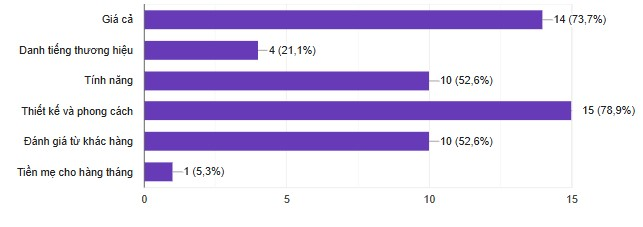 Giá cả 14 (73,7%)
Danh tiếng thương hiệu 4 (21,1%)
Tính năng 10 (52,6%)
Thiết kế và phong cách 15 (78,9%)
Đánh giá từ khác hàng 10 (52,6%)
Tiền mẹ cho hàng tháng 1 (5,3%)
0 5 10 15